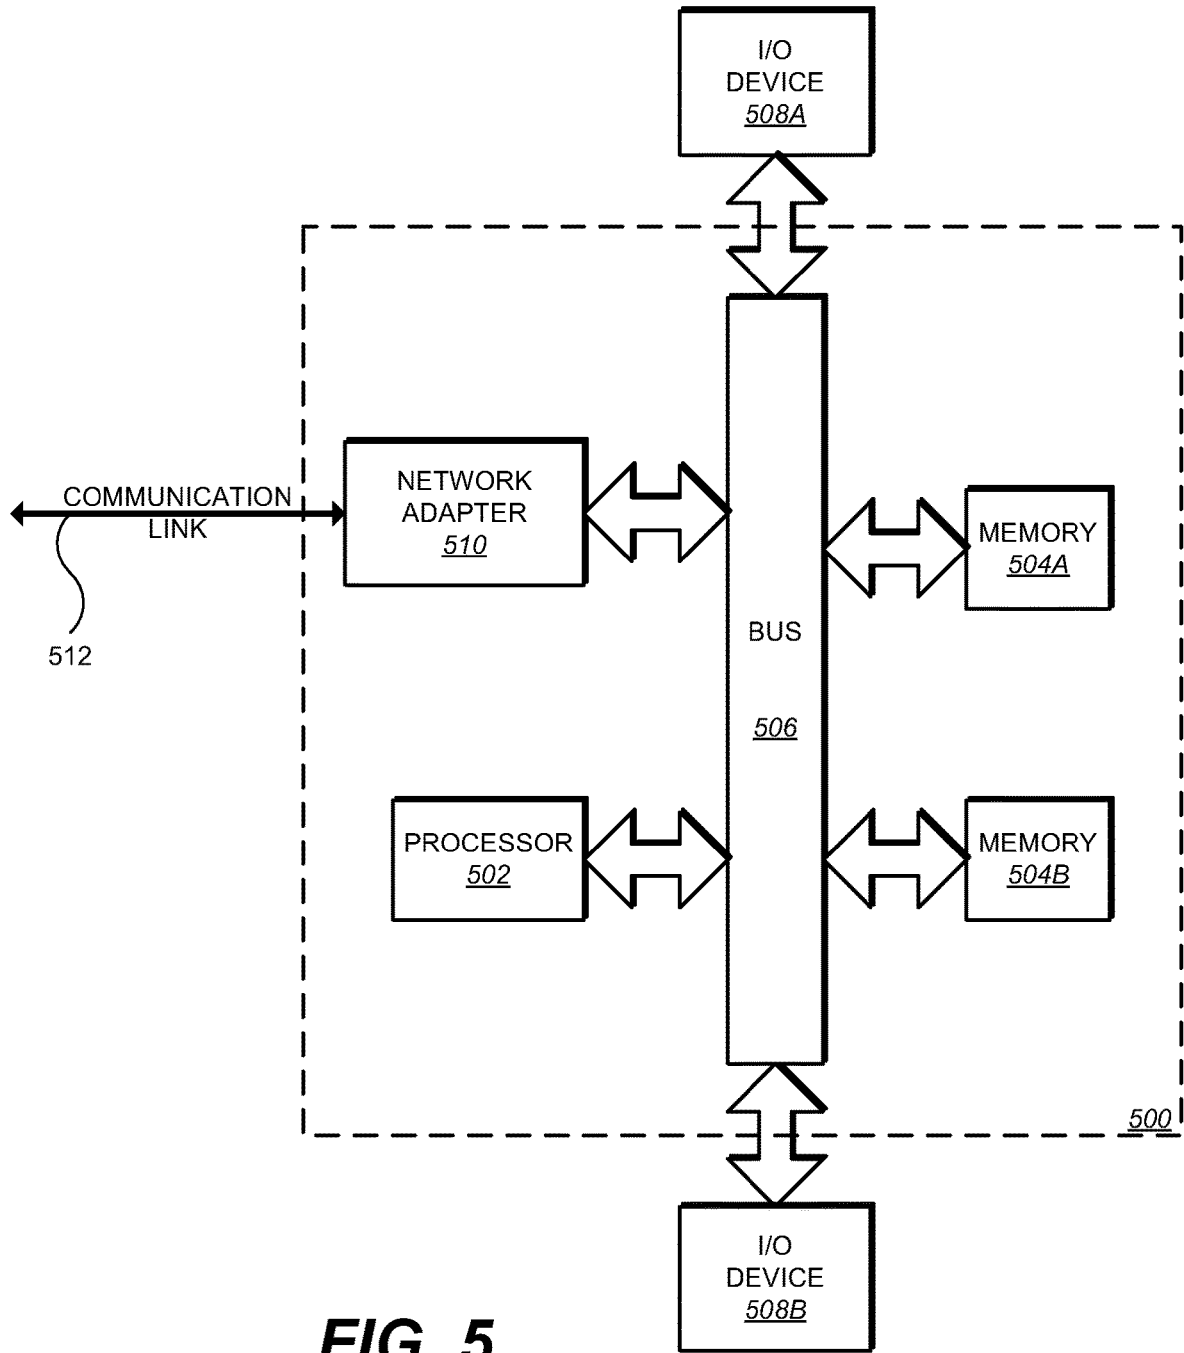 I/O
DEVICE
508A
COMMUNICATION
LINK
512
NETWORK
ADAPTER
510
MEMORY
504A
BUS
506
PROCESSOR
502
MEMORY
504B
500
I/O
DEVICE
508B
FIG. 5